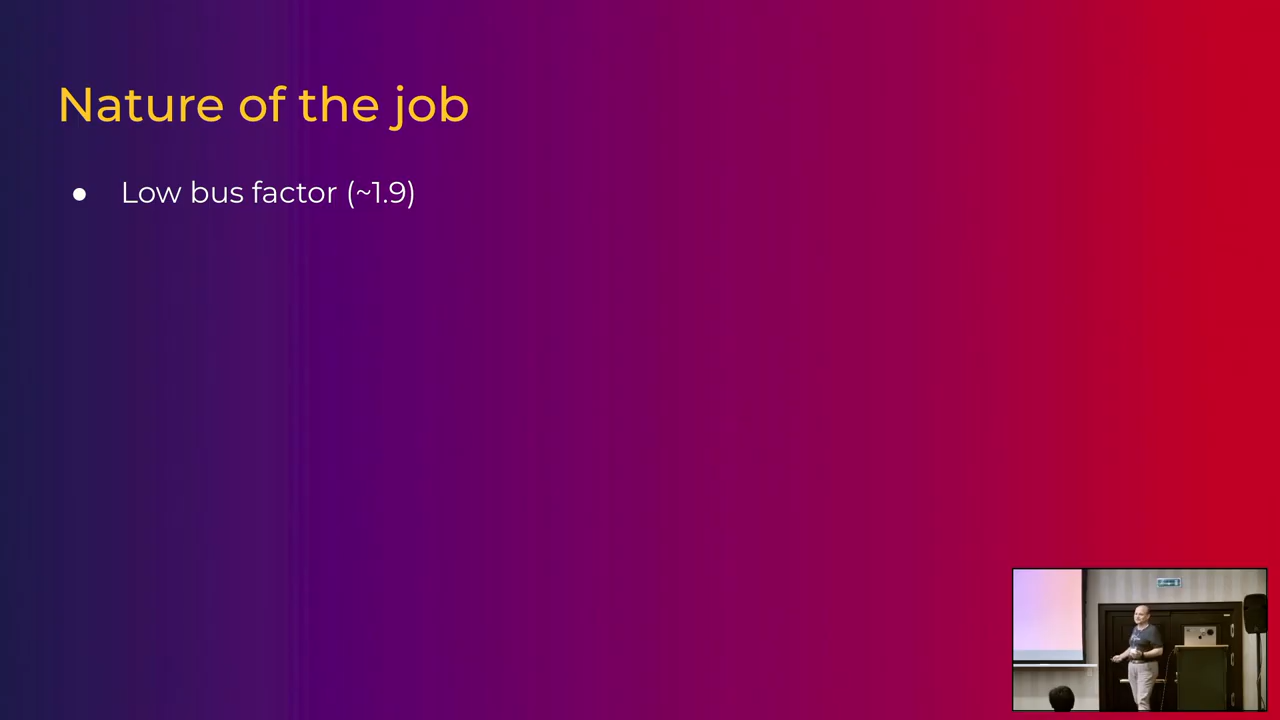 Nature of the job
● Low bus factor (~1.9)